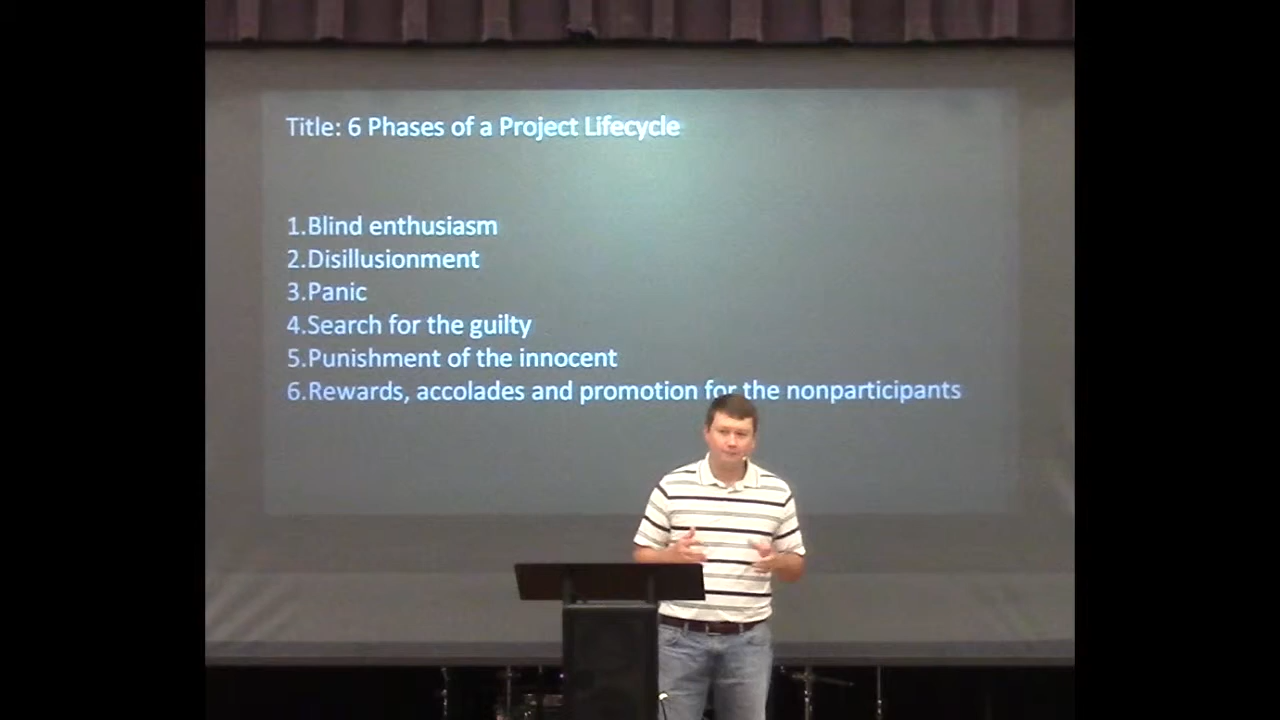 Title: 6 Phases of a Project Lifecycle
1.Blind enthusiasm
2.Disillusionment
3.Panic
4.Search for the guilty
5.Punishment of the innocent
6.Rewards, accolades and promotion for the nonparticipants